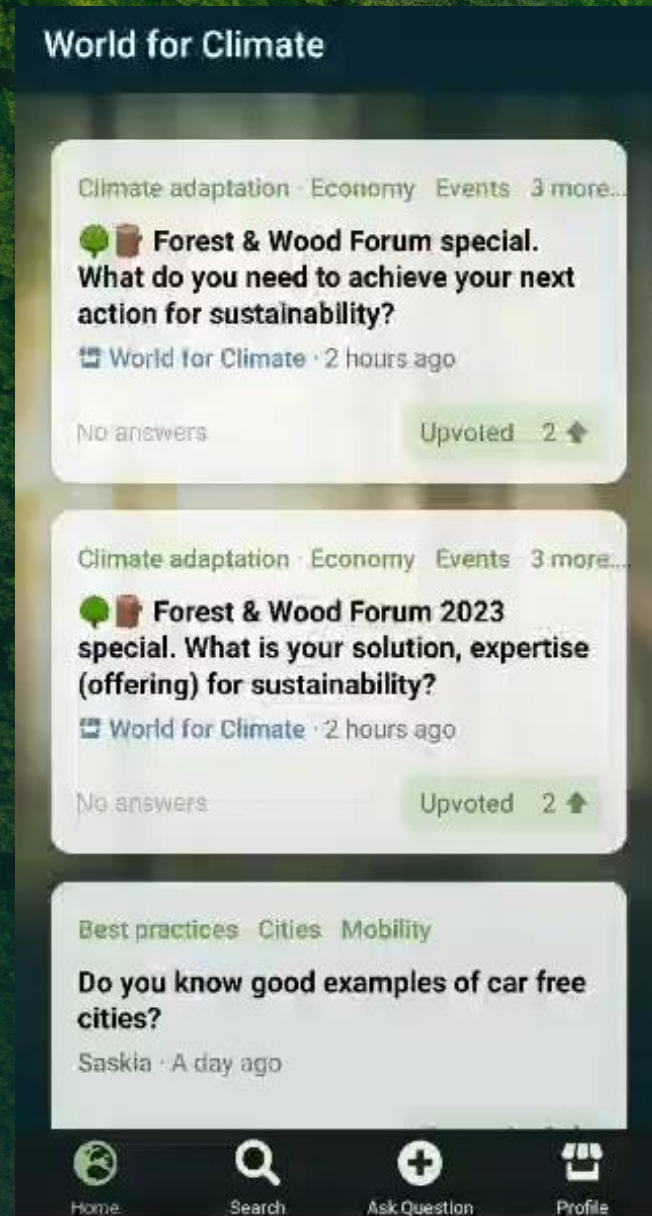 World for Climate
Climate adaptation · Economy Events 3 more...
Forest & Wood Forum special.
What do you need to achieve your next
action for sustainability?
World for Climate · 2 hours ago
No answers
Upvoted 2
Climate adaptation · Economy Events 3 more...
Forest & Wood Forum 2023
special. What is your solution, expertise
(offering) for sustainability?
World for Climate · 2 hours ago
No answers
Upvoted 2
Best practices Cities Mobility
Do you know good examples of car free
cities?
Saskia · A day ago
Home Search Ask Question Profile